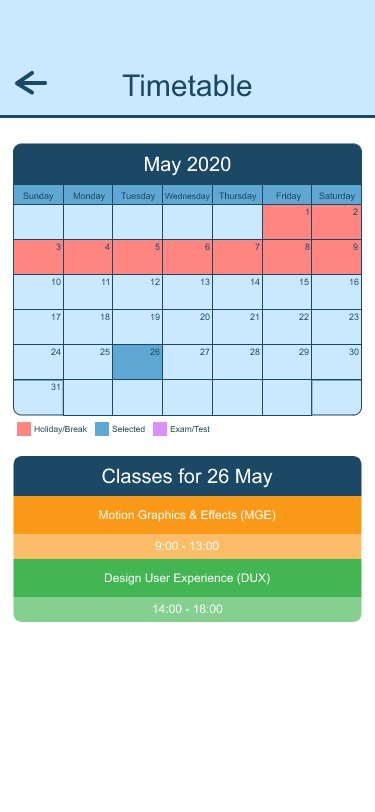 Timetable
May 2020
Sunday Monday Tuesday Wednesday Thursday Friday Saturday
1 2
3 4 5 6 7 8 9
10 11 12 13 14 15 16
17 18 19 20 21 22 23
24 25 26 27 28 29 30
31
Holiday/Break Selected Exam/Test
Classes for 26 May
Motion Graphics & Effects (MGE)
9:00 - 13:00
Design User Experience (DUX)
14:00 - 18:00